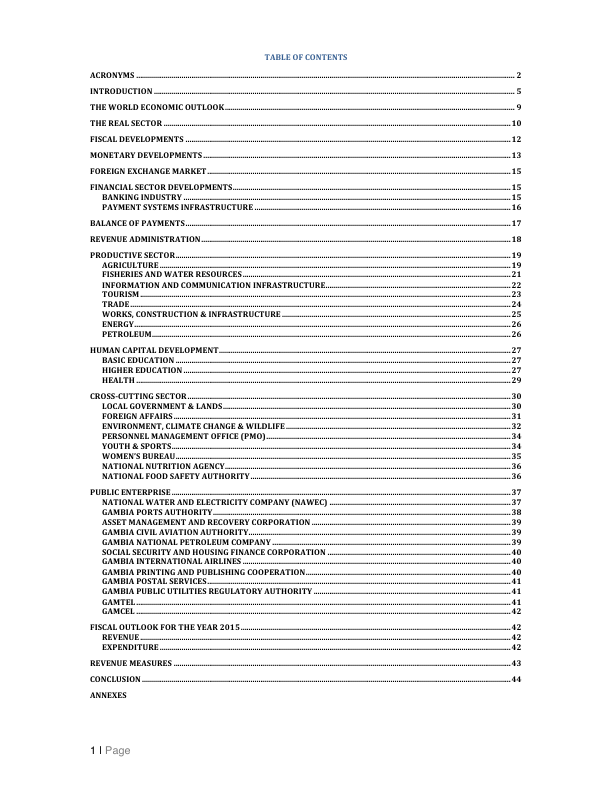 TABLE OF CONTENTS
ACRONYMS ........ 2
INTRODUCTION ........ 5
THE WORLD ECONOMIC OUTLOOK ........ 9
THE REAL SECTOR ........ 10
FISCAL DEVELOPMENTS ........ 12
MONETARY DEVELOPMENTS ........ 13
FOREIGN EXCHANGE MARKET ........ 15
FINANCIAL SECTOR DEVELOPMENTS ........ 15
BANKING INDUSTRY ........ 15
PAYMENT SYSTEMS INFRASTRUCTURE ........ 16
BALANCE OF PAYMENTS ........ 17
REVENUE ADMINISTRATION ........ 18
PRODUCTIVE SECTOR ........ 19
AGRICULTURE ........ 19
FISHERIES AND WATER RESOURCES ........ 21
INFORMATION AND COMMUNICATION INFRASTRUCTURE ........ 22
TOURISM ........ 23
TRADE ........ 24
WORKS, CONSTRUCTION & INFRASTRUCTURE ........ 25
ENERGY ........ 26
PETROLEUM ........ 26
HUMAN CAPITAL DEVELOPMENT ........ 27
BASIC EDUCATION ........ 27
HIGHER EDUCATION ........ 27
HEALTH ........ 29
CROSS-CUTTING SECTOR ........ 30
LOCAL GOVERNMENT & LANDS ........ 30
FOREIGN AFFAIRS ........ 31
ENVIRONMENT, CLIMATE CHANGE & WILDLIFE ........ 32
PERSONNEL MANAGEMENT OFFICE (PMO) ........ 34
YOUTH & SPORTS ........ 34
WOMEN'S BUREAU ........ 35
NATIONAL NUTRITION AGENCY ........ 36
NATIONAL FOOD SAFETY AUTHORITY ........ 36
PUBLIC ENTERPRISE ........ 37
NATIONAL WATER AND ELECTRICITY COMPANY (NAWEC) ........ 37
GAMBIA PORTS AUTHORITY ........ 38
ASSET MANAGEMENT AND RECOVERY CORPORATION ........ 39
GAMBIA CIVIL AVIATION AUTHORITY ........ 39
GAMBIA NATIONAL PETROLEUM COMPANY ........ 39
SOCIAL SECURITY AND HOUSING FINANCE CORPORATION ........ 40
GAMBIA INTERNATIONAL AIRLINES ........ 40
GAMBIA PRINTING AND PUBLISHING COOPERATION ........ 40
GAMBIA POSTAL SERVICES ........ 41
GAMBIA PUBLIC UTILITIES REGULATORY AUTHORITY ........ 41
GAMTEL ........ 41
GAMCEL ........ 42
FISCAL OUTLOOK FOR THE YEAR 2015 ........ 42
REVENUE ........ 42
EXPENDITURE ........ 42
REVENUE MEASURES ........ 43
CONCLUSION ........ 44
ANNEXES
1 | Page